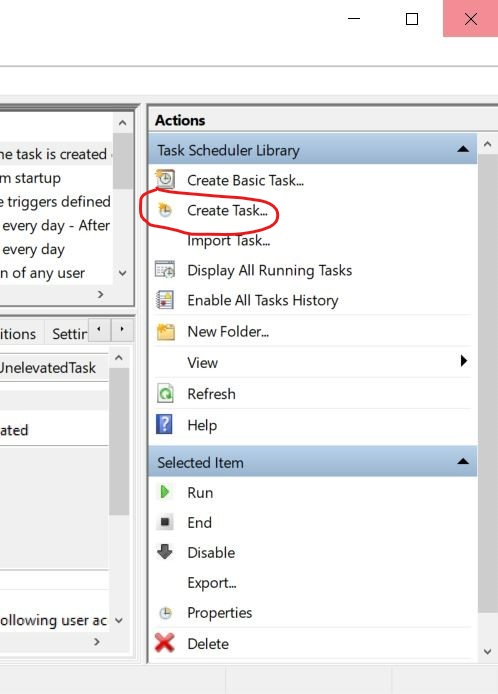 ne task is created
m startup
e triggers defined
every day - After
every day
n of any user
itions
Settin
UnelevatedTask
ated
ollowing user ac
Actions
Task Scheduler Library
Create Basic Task...
Create Task...
Import Task...
Display All Running Tasks
Enable All Tasks History
New Folder...
View
Refresh
Help
Selected Item
Run
End
Disable
Export...
Properties
Delete